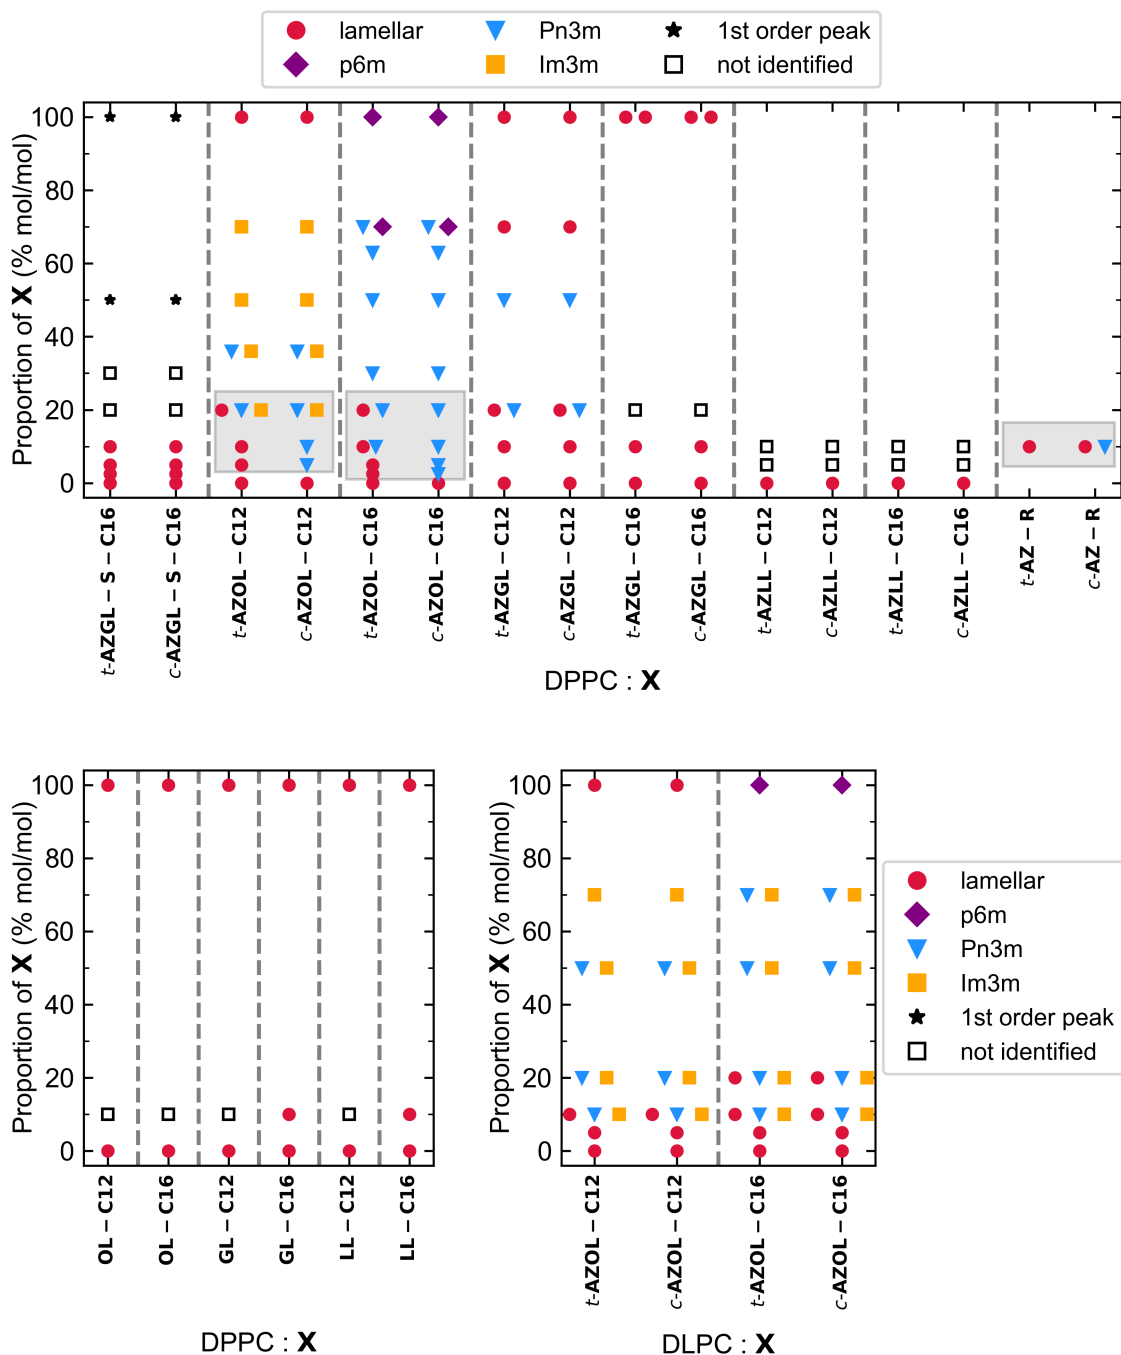 lamellar
Pn3m
1st order peak
p6m
Im3m
not identified
Proportion of X (% mol/mol)
100
80
60
40
20
0
t-AZGL − S − C16
c-AZGL − S − C16
t-AZOL − C12
c-AZOL − C12
t-AZOL − C16
c-AZOL − C16
t-AZGL − C12
c-AZGL − C12
t-AZGL − C16
c-AZGL − C16
t-AZLL − C12
c-AZLL − C12
t-AZLL − C16
c-AZLL − C16
t-AZ − R
c-AZ − R
DPPC : X
Proportion of X (% mol/mol)
100
80
60
40
20
0
OL − C12
OL − C16
GL − C12
GL − C16
LL − C12
LL − C16
DPPC : X
Proportion of X (% mol/mol)
100
80
60
40
20
0
t-AZOL − C12
c-AZOL − C12
t-AZOL − C16
c-AZOL − C16
DLPC : X
lamellar
p6m
Pn3m
Im3m
1st order peak
not identified